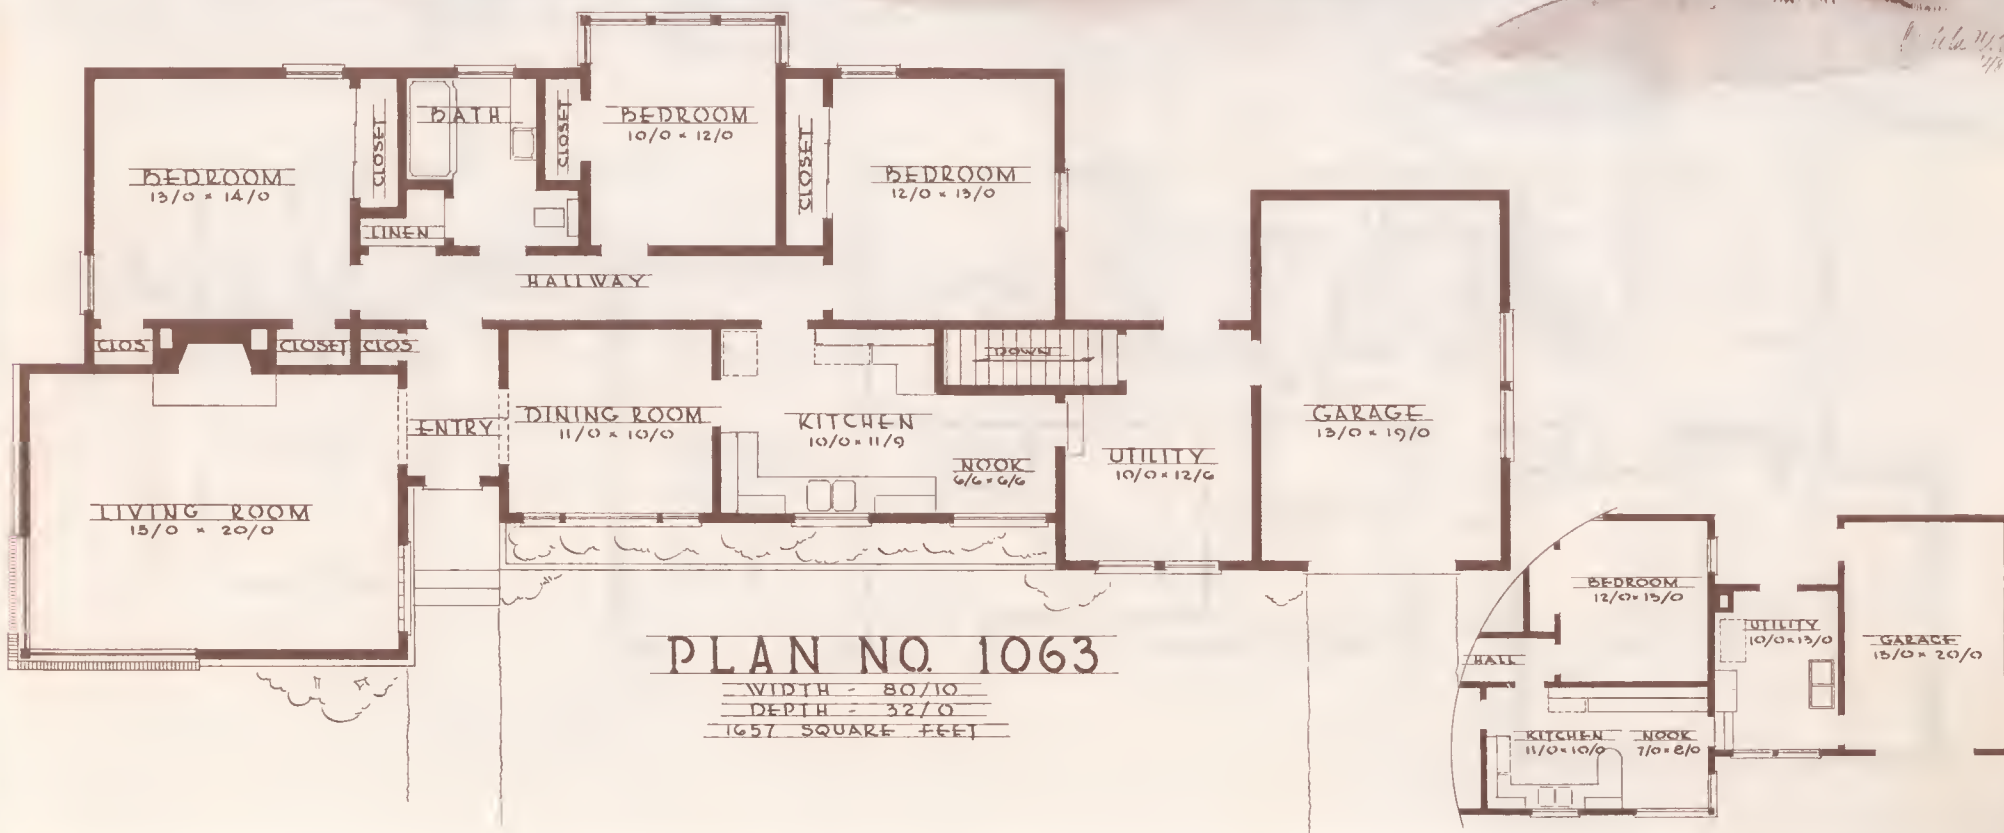 BEDROOM
13/0 × 14/0
CLOSET
BATH
LINEN
CLOSET
BEDROOM
10/0 × 12/0
CLOSET
BEDROOM
12/0 × 13/0
HALLWAY
CLOS
CLOSET
CLOS
LIVING ROOM
15/0 × 20/0
ENTRY
DINING ROOM
11/0 × 10/0
KITCHEN
10/0 × 11/9
NOOK
6/6 × 6/6
DOWN
UTILITY
10/0 × 12/6
GARAGE
13/0 × 19/0
PLAN NO. 1063
WIDTH - 80/10
DEPTH - 32/0
1657 SQUARE FEET
BEDROOM
12/0 × 13/0
HALL
KITCHEN
11/0 × 10/0
NOOK
7/0 × 8/0
UTILITY
10/0 × 13/0
GARAGE
13/0 × 20/0